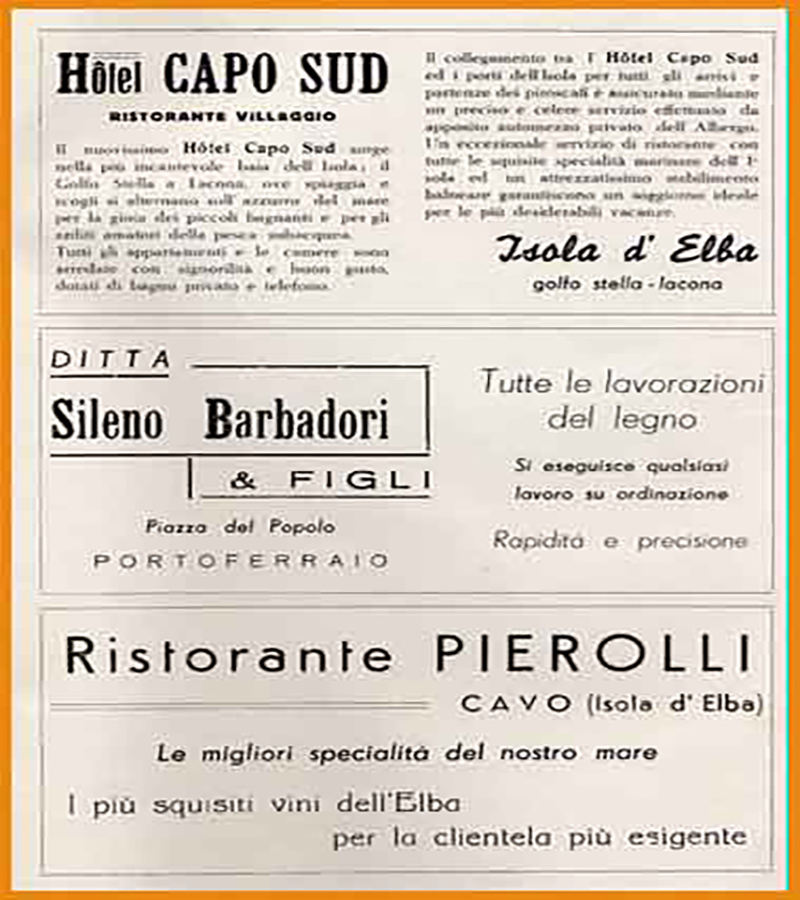 Hôtel CAPO SUD
RISTORANTE VILLAGGIO
Il nuovissimo Hôtel Capo Sud sorge
nella più incantevole baia dell'Isola, il
Golfo Stella a Lacona, ove spiaggia e
scogli si alternano sull'azzurro del mare
per la gioia dei piccoli bagnanti e per gli
arditi amatori della pesca subacquea.
Tutti gli appartamenti e le camere sono
arredate con signorilità e buon gusto,
dotati di bagno privato e telefono.
Il collegamento tra l'Hôtel Capo Sud
ed i porti dell'Isola per tutti gli arrivi e
partenze dei piroscafi è assicurato mediante
un preciso e celere servizio effettuato da
apposito automezzo privato dell'Albergo.
Un eccezionale servizio di ristorante con
tutte le squisite specialità marinare dell'I-
sola ed un attrezzatissimo stabilimento
balneare garantiscono un soggiorno ideale
per le più desiderabili vacanze.
Isola d'Elba
golfo stella - lacona
DITTA
Sileno Barbadori
& FIGLI
Piazza del Popolo
PORTOFERRAIO
Tutte le lavorazioni
del legno
Si eseguisce qualsiasi
lavoro su ordinazione
Rapidità e precisione
Ristorante PIEROLLI
CAVO (Isola d'Elba)
Le migliori specialità del nostro mare
I più squisiti vini dell'Elba
per la clientela più esigente